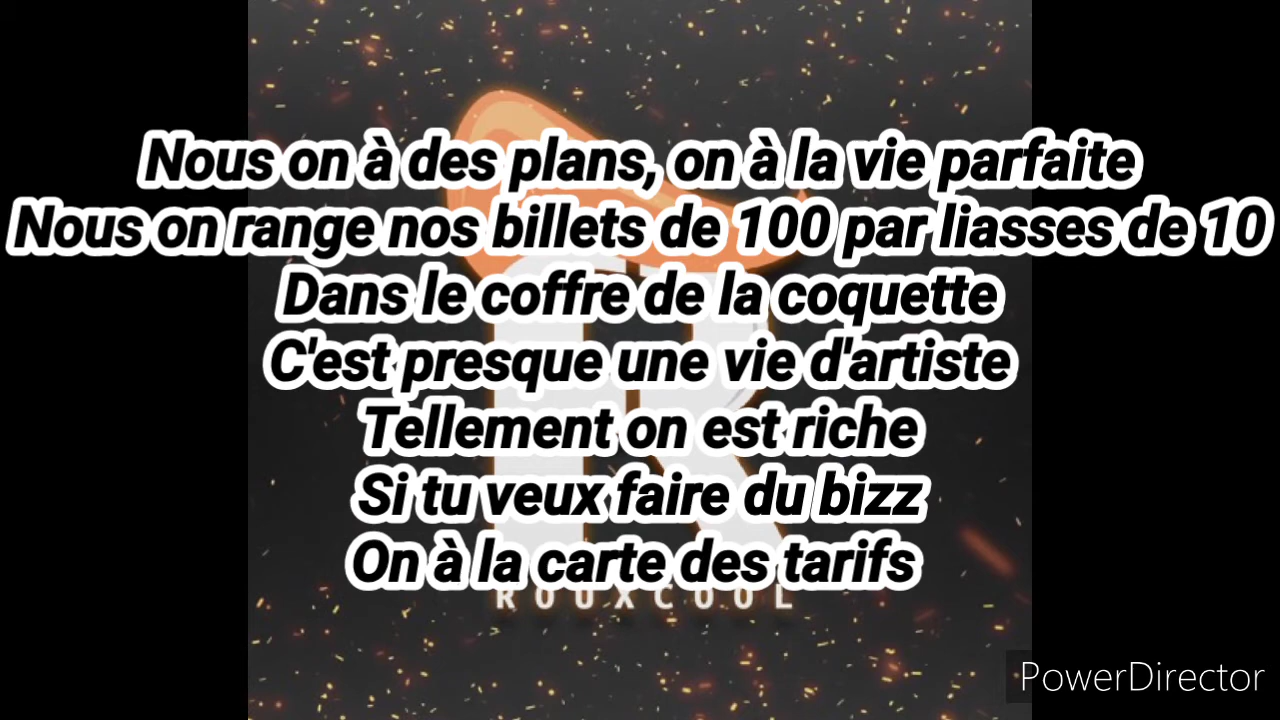 Nous on à des plans, on à la vie parfaite
Nous on range nos billets de 100 par liasses de 10
Dans le coffre de la coquette
C'est presque une vie d'artiste
Tellement on est riche
Si tu veux faire du bizz
On à la carte des tarifs
ROUXCOOL
PowerDirector